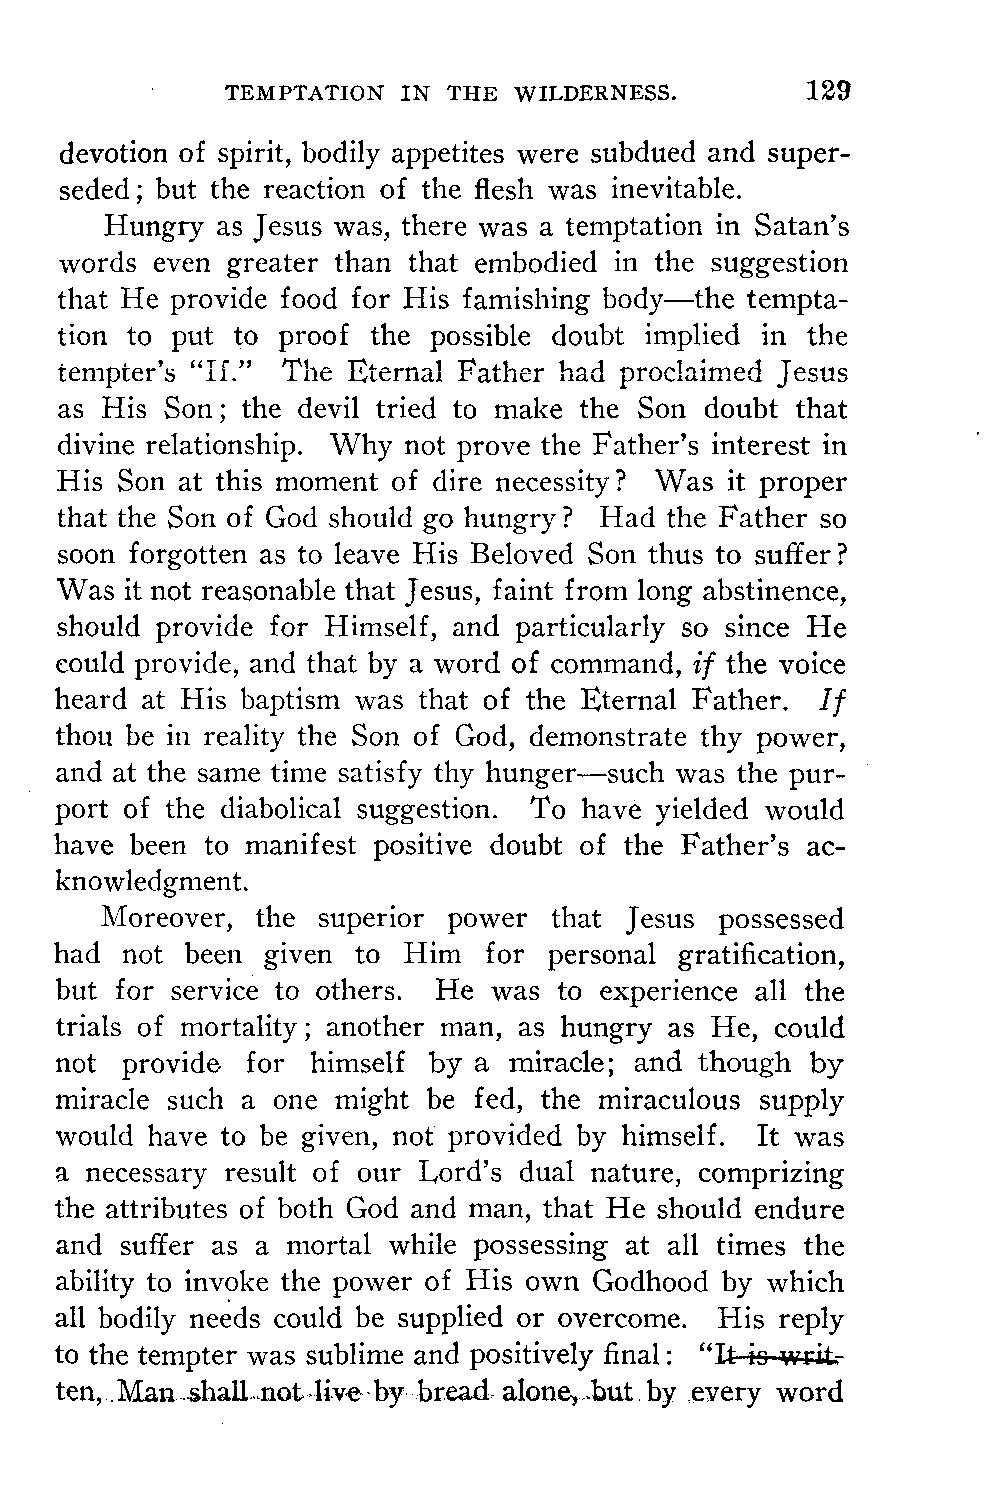 TEMPTATION IN THE WILDERNESS. 129
devotion of spirit, bodily appetites were subdued and super-
seded; but the reaction of the flesh was inevitable.
Hungry as Jesus was, there was a temptation in Satan's
words even greater than that embodied in the suggestion
that He provide food for His famishing body—the tempta-
tion to put to proof the possible doubt implied in the
tempter's "If." The Eternal Father had proclaimed Jesus
as His Son; the devil tried to make the Son doubt that
divine relationship. Why not prove the Father's interest in
His Son at this moment of dire necessity? Was it proper
that the Son of God should go hungry? Had the Father so
soon forgotten as to leave His Beloved Son thus to suffer?
Was it not reasonable that Jesus, faint from long abstinence,
should provide for Himself, and particularly so since He
could provide, and that by a word of command, if the voice
heard at His baptism was that of the Eternal Father. If
thou be in reality the Son of God, demonstrate thy power,
and at the same time satisfy thy hunger—such was the pur-
port of the diabolical suggestion. To have yielded would
have been to manifest positive doubt of the Father's ac-
knowledgment.
Moreover, the superior power that Jesus possessed
had not been given to Him for personal gratification,
but for service to others. He was to experience all the
trials of mortality; another man, as hungry as He, could
not provide for himself by a miracle; and though by
miracle such a one might be fed, the miraculous supply
would have to be given, not provided by himself. It was
a necessary result of our Lord's dual nature, comprizing
the attributes of both God and man, that He should endure
and suffer as a mortal while possessing at all times the
ability to invoke the power of His own Godhood by which
all bodily needs could be supplied or overcome. His reply
to the tempter was sublime and positively final: "It is writ-
ten, Man shall not live by bread alone, but by every word